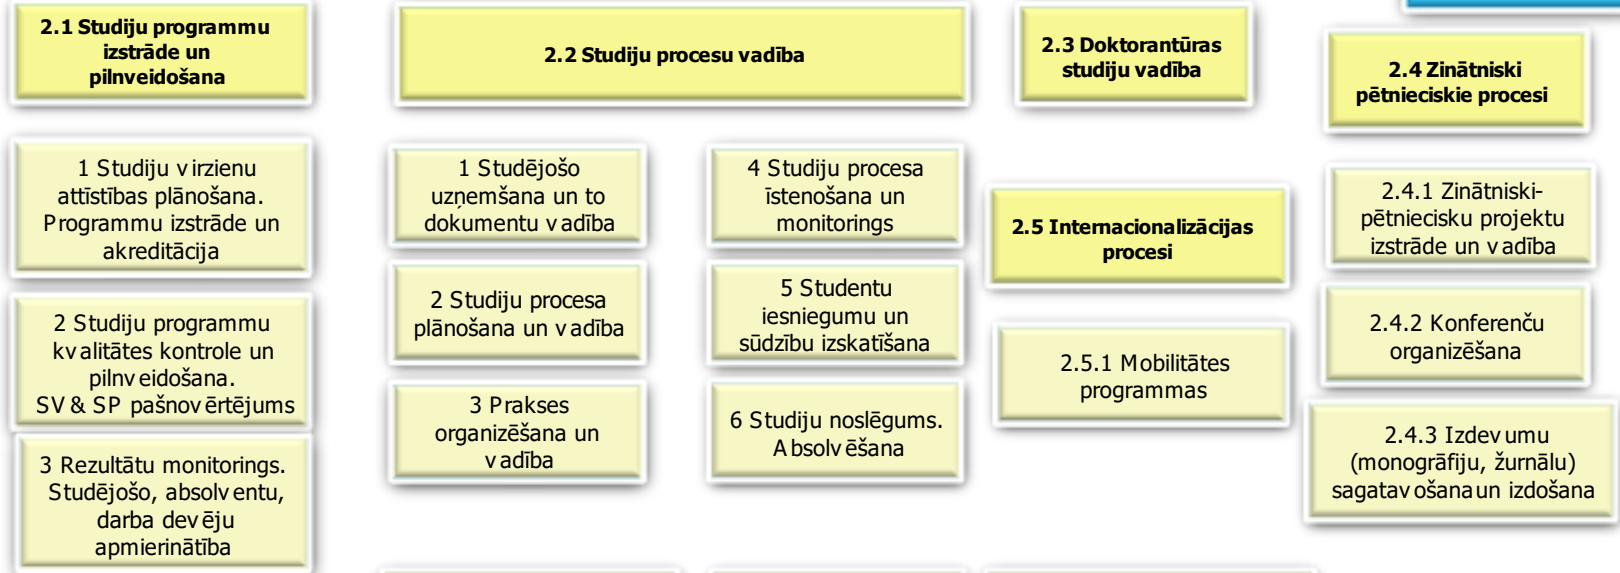 2.1 Studiju programmu
izstrāde un
pilnveidošana
1 Studiju virzienu
attīstības plānošana.
Programmu izstrāde un
akreditācija
2 Studiju programmu
kvalitātes kontrole un
pilnveidošana.
SV & SP pašnovērtējums
3 Rezultātu monitorings.
Studējošo, absolventu,
darba devēju
apmierinātība
2.2 Studiju procesu vadība
1 Studējošo
uzņemšana un to
dokumentu vadība
2 Studiju procesa
plānošana un vadība
3 Prakses
organizēšana un
vadība
4 Studiju procesa
īstenošana un
monitorings
5 Studentu
iesniegumu un
sūdzību izskatīšana
6 Studiju noslēgums.
Absolvēšana
2.3 Doktorantūras
studiju vadība
2.5 Internacionalizācijas
procesi
2.5.1 Mobilitātes
programmas
2.4 Zinātniski
pētnieciskie procesi
2.4.1 Zinātniski-
pētniecisku projektu
izstrāde un vadība
2.4.2 Konferenču
organizēšana
2.4.3 Izdevumu
(monogrāfiju, žurnālu)
sagatavošanaun izdošana